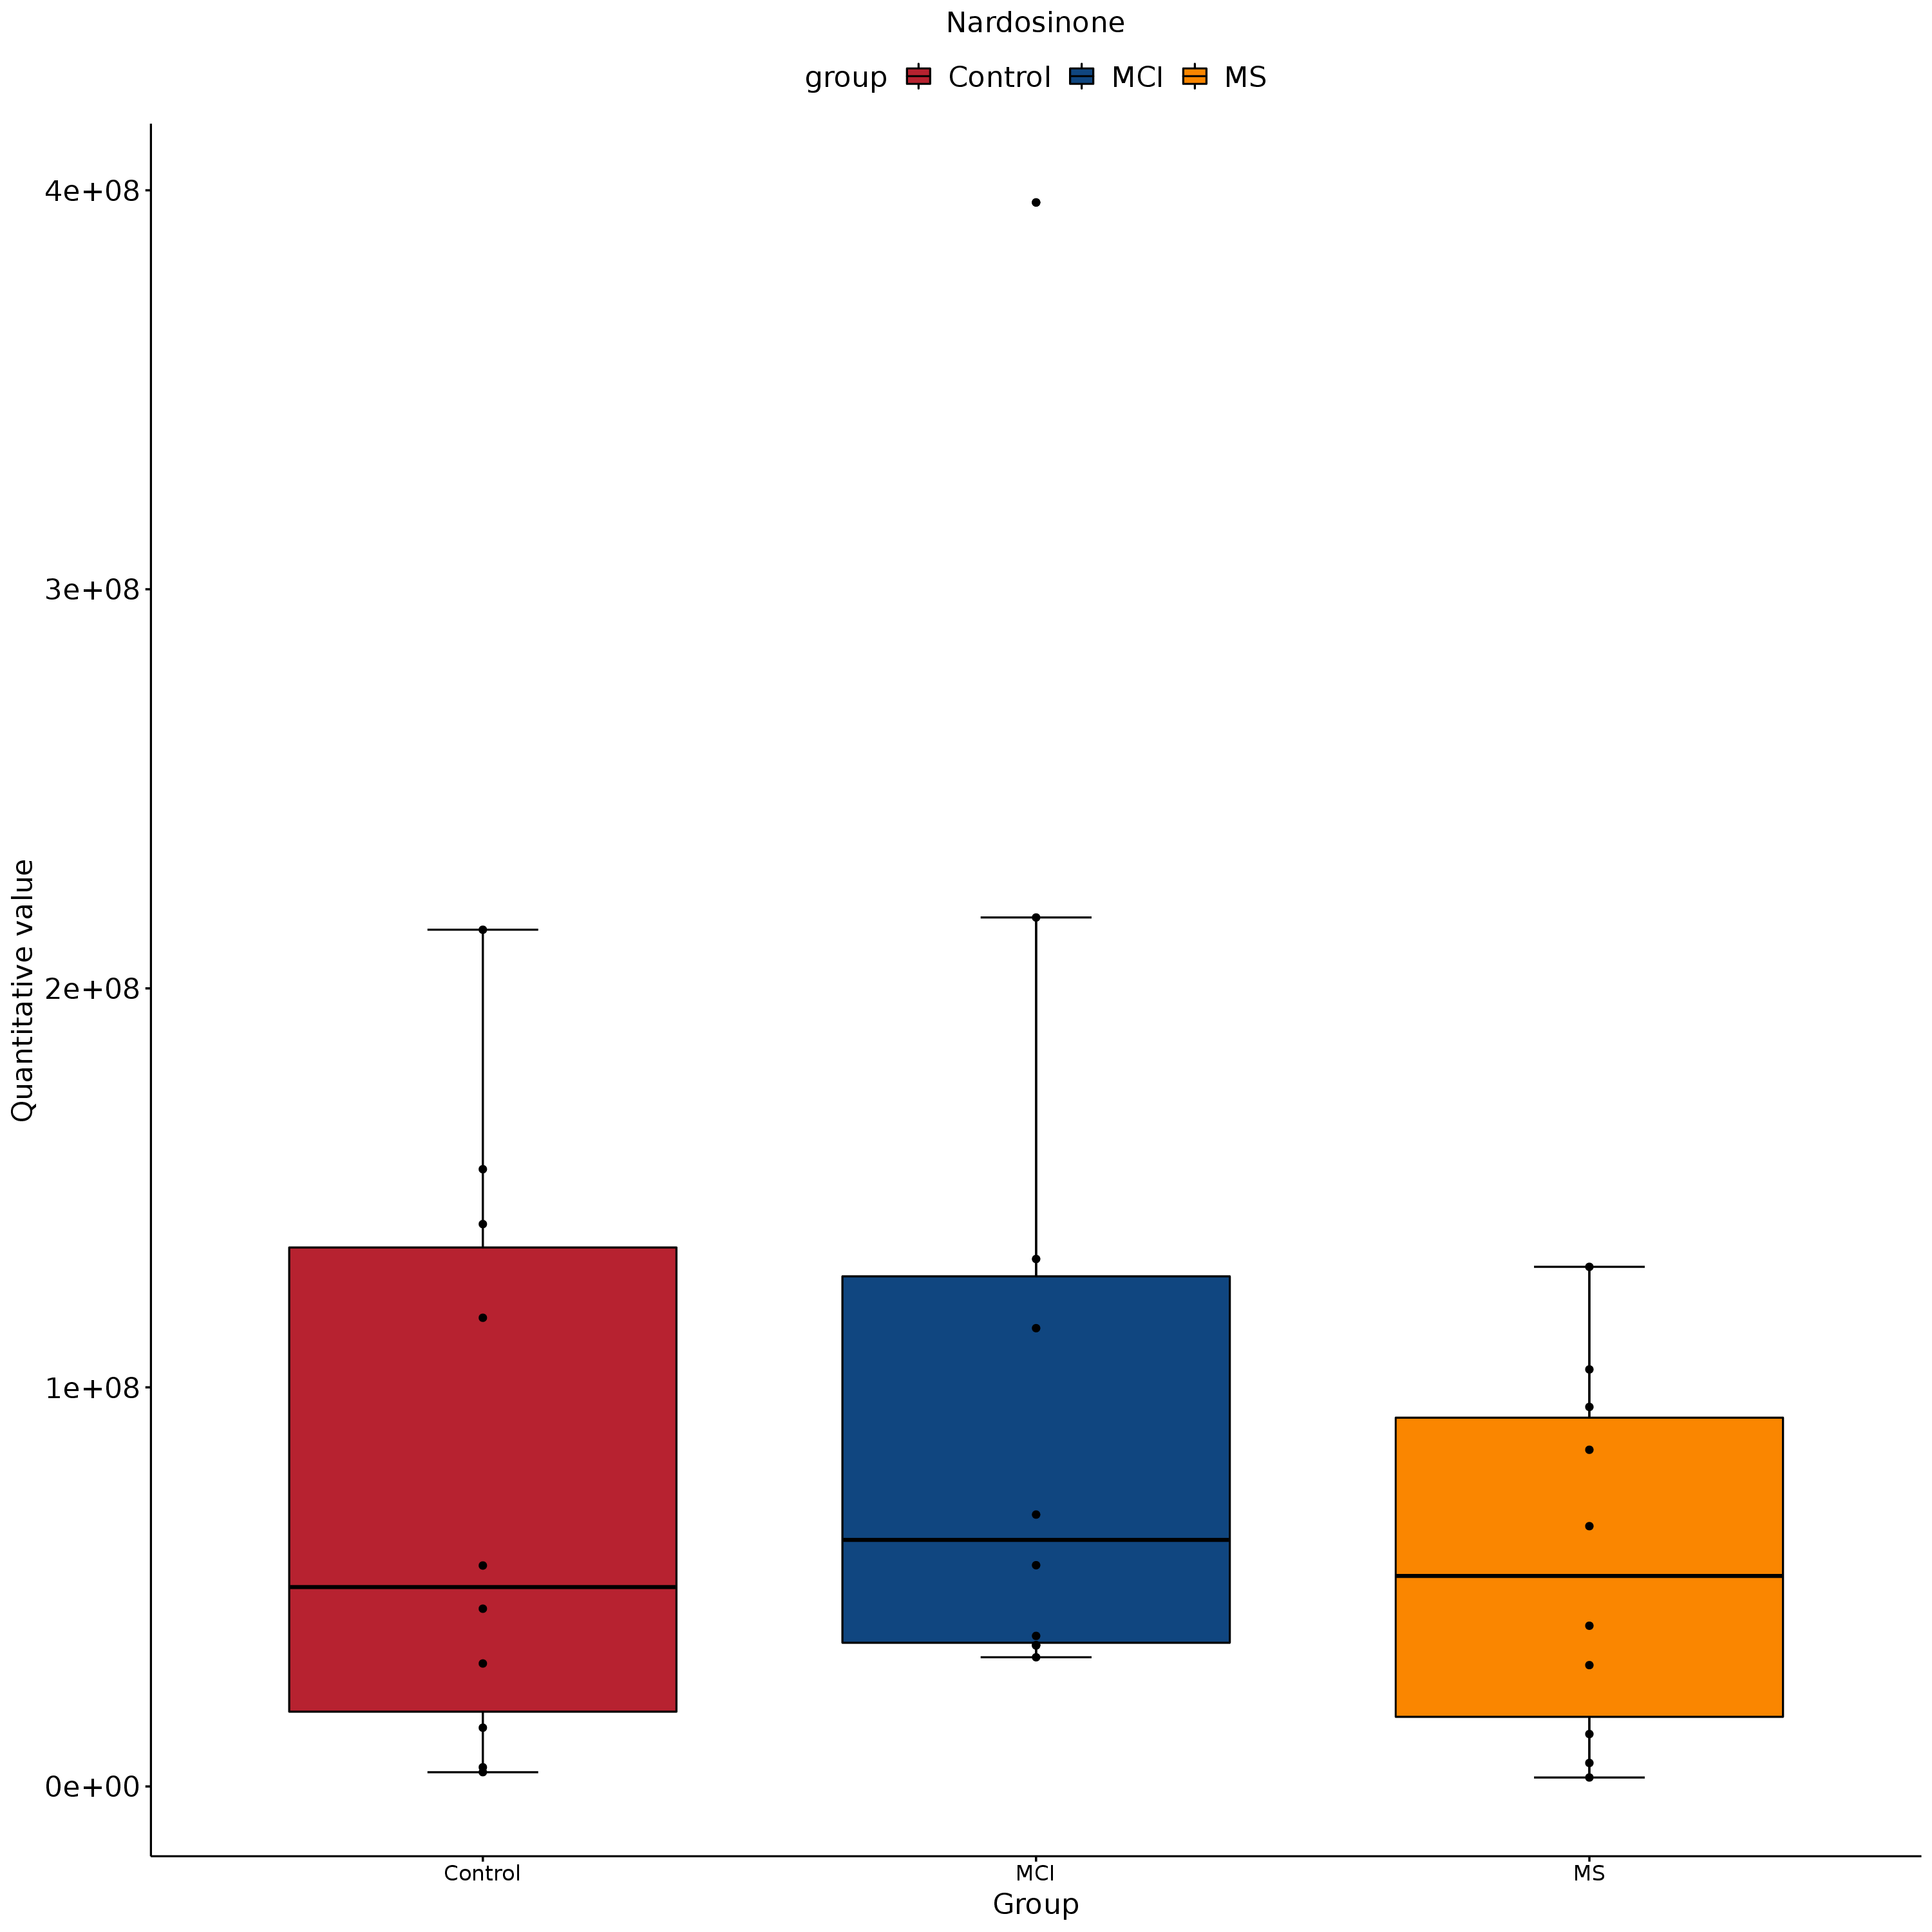 Nardosinone
group Control MCI MS
4e+08
3e+08
2e+08
1e+08
0e+00
Quantitative value
Control MCI MS
Group